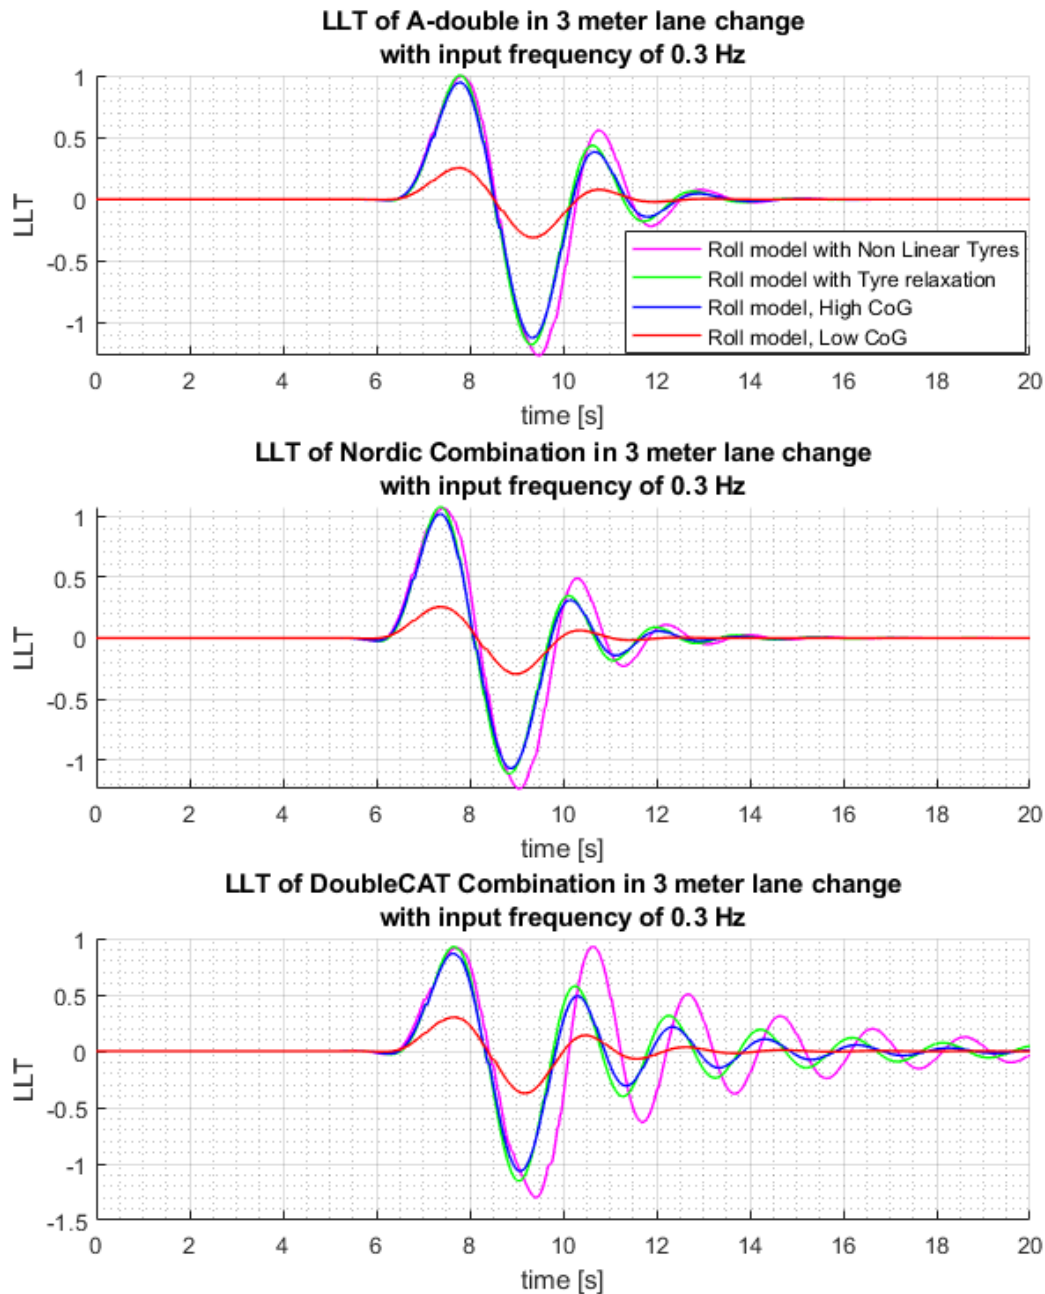 LLT of A-double in 3 meter lane change
with input frequency of 0.3 Hz
1
0.5
0
-0.5
-1
LLT
Roll model with Non Linear Tyres
Roll model with Tyre relaxation
Roll model, High CoG
Roll model, Low CoG
0 2 4 6 8 10 12 14 16 18 20
time [s]
LLT of Nordic Combination in 3 meter lane change
with input frequency of 0.3 Hz
1
0.5
0
-0.5
-1
LLT
0 2 4 6 8 10 12 14 16 18 20
time [s]
LLT of DoubleCAT Combination in 3 meter lane change
with input frequency of 0.3 Hz
1
0.5
0
-0.5
-1
-1.5
LLT
0 2 4 6 8 10 12 14 16 18 20
time [s]